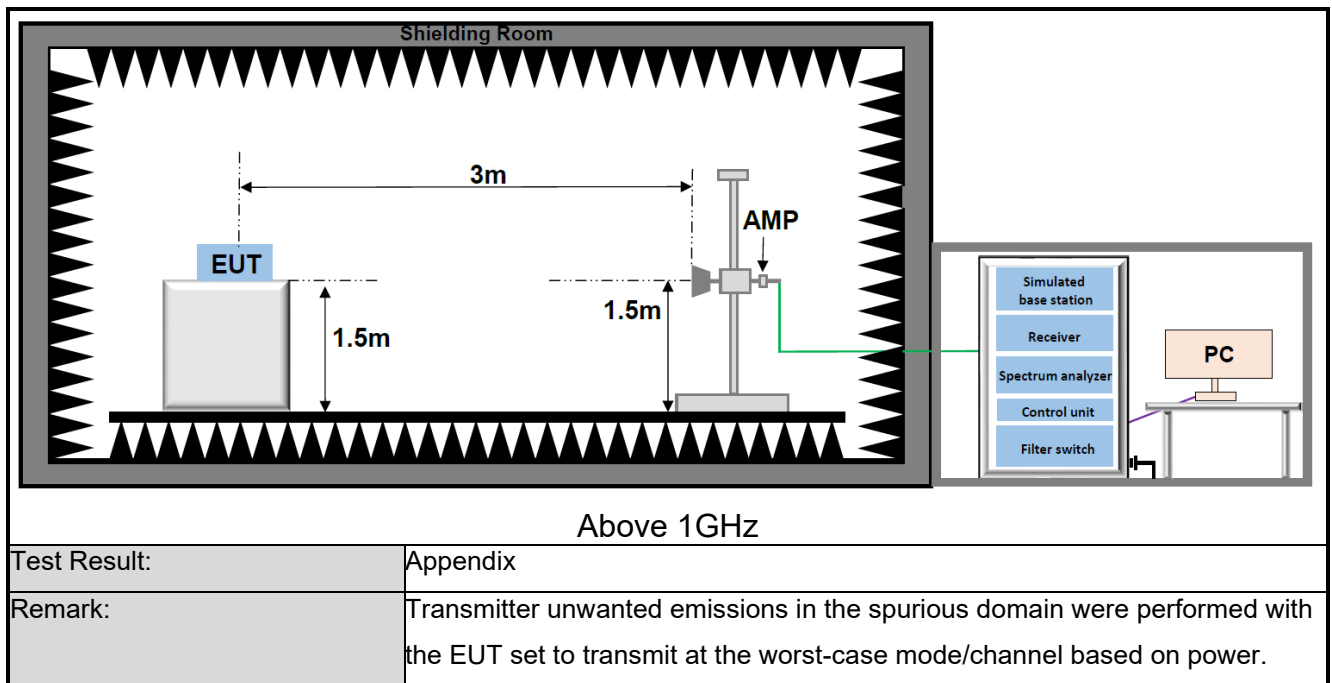 Shielding Room
3m
AMP
EUT
1.5m
1.5m
Simulated
base station
Receiver
Spectrum analyzer
Control unit
Filter switch
PC
Above 1GHz
Test Result:
Appendix
Remark:
Transmitter unwanted emissions in the spurious domain were performed with
the EUT set to transmit at the worst-case mode/channel based on power.